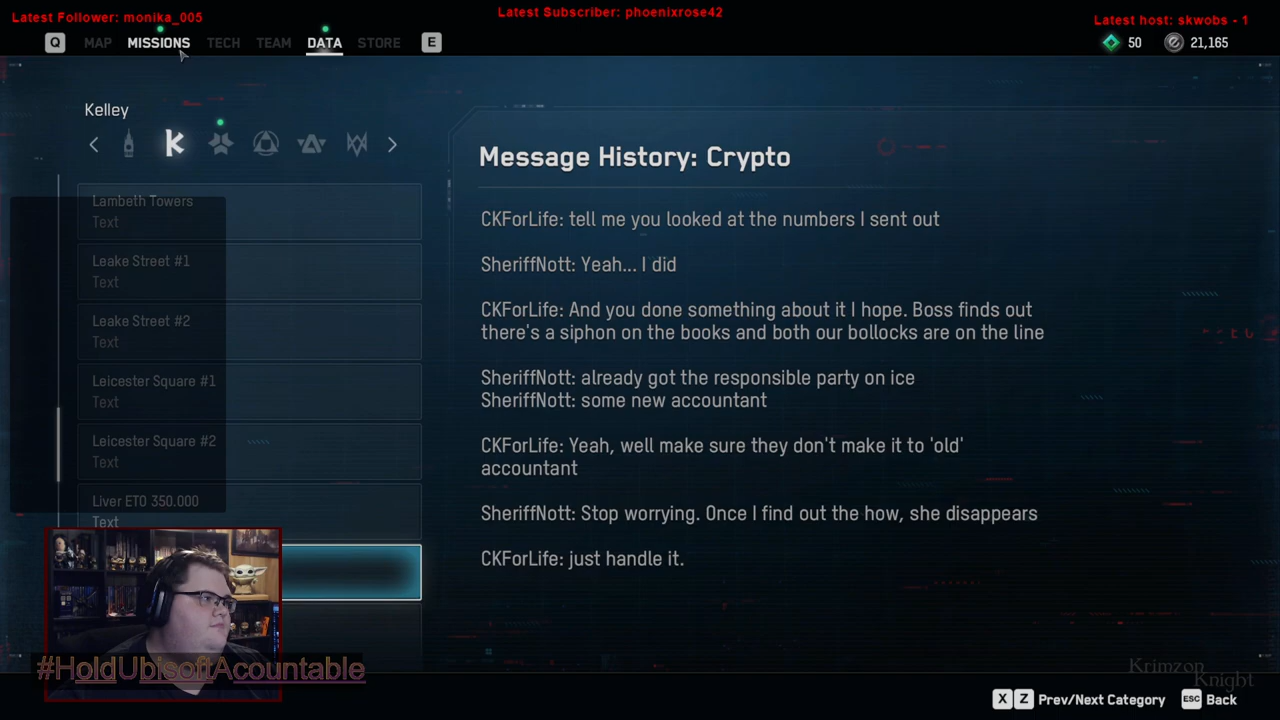 Latest Follower: monika_005
Latest Subscriber: phoenixrose42
Latest host: skwobs - 1
Q MAP MISSIONS TECH TEAM DATA STORE E
50 21,165
Kelley
K
Lambeth Towers
Text
Leake Street #1
Text
Leake Street #2
Text
Leicester Square #1
Text
Leicester Square #2
Text
Liver ETO 350.000
Text
Message History: Crypto
CKForLife: tell me you looked at the numbers I sent out
SheriffNott: Yeah... I did
CKForLife: And you done something about it I hope. Boss finds out
there's a siphon on the books and both our bollocks are on the line
SheriffNott: already got the responsible party on ice
SheriffNott: some new accountant
CKForLife: Yeah, well make sure they don't make it to 'old'
accountant
SheriffNott: Stop worrying. Once I find out the how, she disappears
CKForLife: just handle it.
#HoldUbisoftAcountable
Krimzon
Knight
X Z Prev/Next Category ESC Back